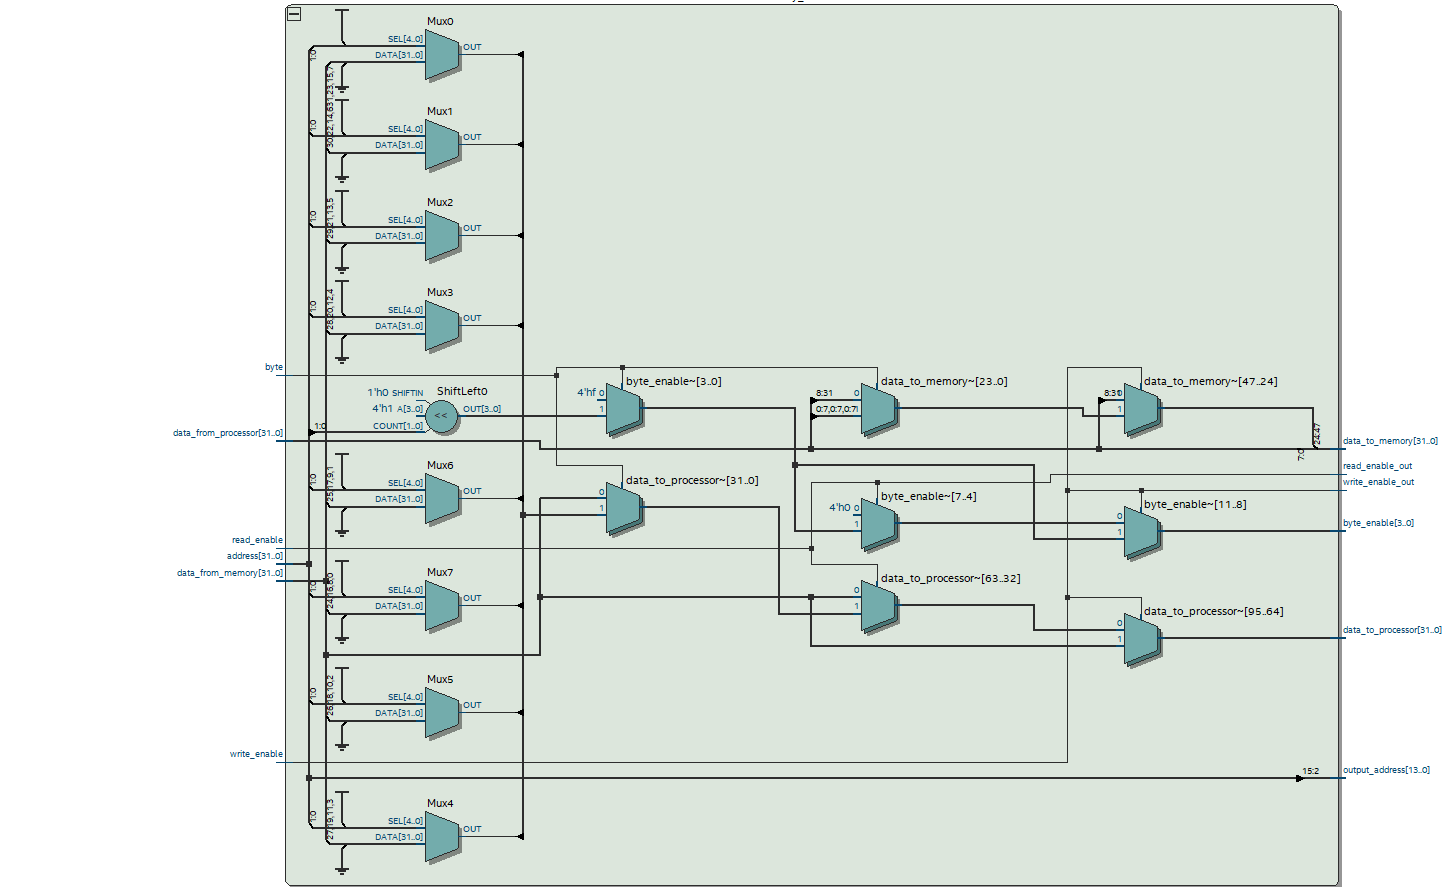 Mux0
SEL[4..0]
OUT
DATA[31..0]
1:0
31,23,15,7
Mux1
SEL[4..0]
OUT
DATA[31..0]
1:0
30,22,14,6
Mux2
SEL[4..0]
OUT
DATA[31..0]
1:0
29,21,13,5
Mux3
SEL[4..0]
OUT
DATA[31..0]
1:0
28,20,12,4
byte
ShiftLeft0
1'h0 SHIFTIN
4'h1 A[3..0]
<<
OUT[3..0]
COUNT[1..0]
1:0
byte_enable~[3..0]
4'hf 0
1
data_to_memory~[23..0]
8:31
0
0:7,0:7,0:7
data_to_memory~[47..24]
8:31
0
1
24:47
7:0
data_from_processor[31..0]
data_to_memory[31..0]
read_enable_out
write_enable_out
Mux6
SEL[4..0]
OUT
DATA[31..0]
1:0
25,17,9,1
data_to_processor~[31..0]
0
1
byte_enable~[7..4]
4'h0 0
1
byte_enable~[11..8]
0
1
byte_enable[3..0]
read_enable
address[31..0]
data_from_memory[31..0]
Mux7
SEL[4..0]
OUT
DATA[31..0]
1:0
24,16,8,0
data_to_processor~[63..32]
0
1
data_to_processor~[95..64]
0
1
data_to_processor[31..0]
Mux5
SEL[4..0]
OUT
DATA[31..0]
1:0
26,18,10,2
write_enable
15:2
output_address[13..0]
Mux4
SEL[4..0]
OUT
DATA[31..0]
1:0
27,19,11,3